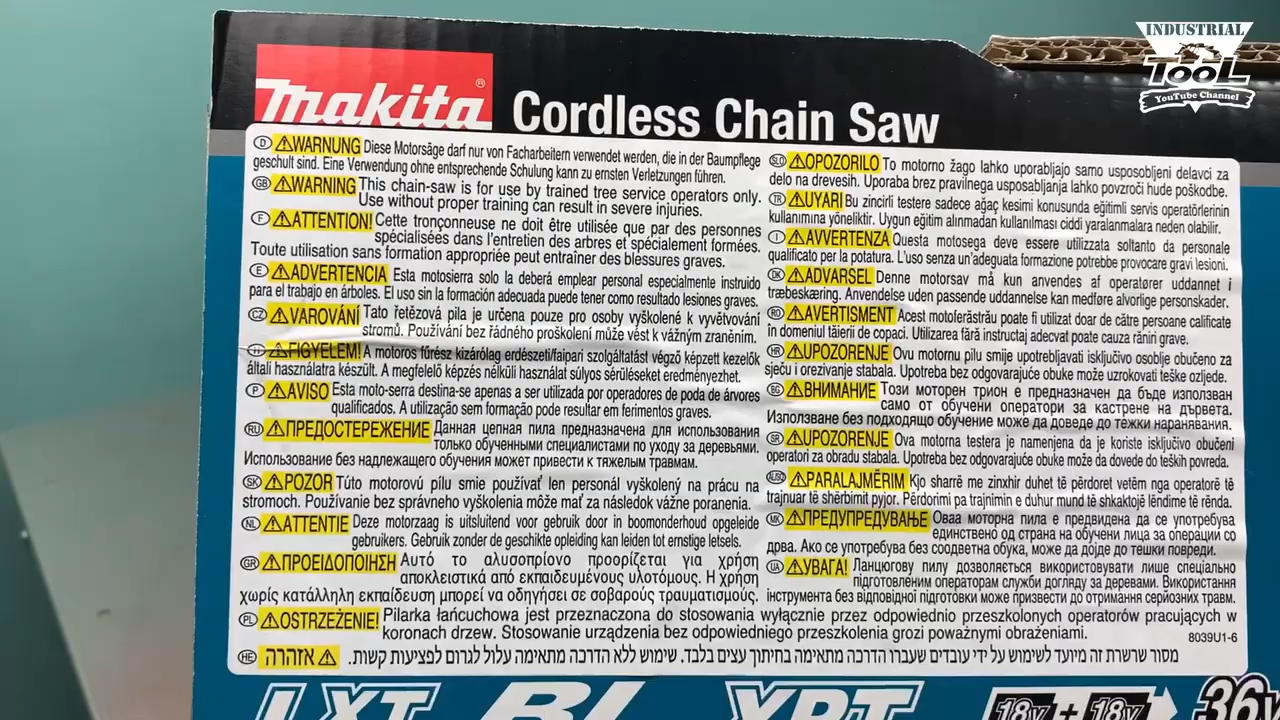 INDUSTRIAL
TOOL
YouTube Channel
makita®
Cordless Chain Saw
D ⚠WARNUNG Diese Motorsäge darf nur von Facharbeitern verwendet werden, die in der Baumpflege
geschult sind. Eine Verwendung ohne entsprechende Schulung kann zu ernsten Verletzungen führen.
GB ⚠WARNING This chain-saw is for use by trained tree service operators only.
Use without proper training can result in severe injuries.
F ⚠ATTENTION! Cette tronçonneuse ne doit être utilisée que par des personnes
spécialisées dans l'entretien des arbres et spécialement formées.
Toute utilisation sans formation appropriée peut entraîner des blessures graves.
E ⚠ADVERTENCIA Esta motosierra solo la deberá emplear personal especialmente instruido
para el trabajo en árboles. El uso sin la formación adecuada puede tener como resultado lesiones graves.
CZ ⚠VAROVÁNÍ Tato řetězová pila je určena pouze pro osoby vyškolené k vyvětvování
stromů. Používání bez řádného proškolení může vést k vážným zraněním.
H ⚠FIGYELEM! A motoros fűrész kizárólag erdészeti/faipari szolgáltatást végző képzett kezelők
általi használatra készült. A megfelelő képzés nélküli használat súlyos sérüléseket eredményezhet.
P ⚠AVISO Esta moto-serra destina-se apenas a ser utilizada por operadores de poda de árvores
qualificados. A utilização sem formação pode resultar em ferimentos graves.
RU ⚠ПРЕДОСТЕРЕЖЕНИЕ Данная цепная пила предназначена для использования
только обученными специалистами по уходу за деревьями.
Использование без надлежащего обучения может привести к тяжелым травмам.
SK ⚠POZOR Túto motorovú pílu smie používať len personál vyškolený na prácu na
stromoch. Používanie bez správneho vyškolenia môže mať za následok vážne poranenia.
NL ⚠ATTENTIE Deze motorzaag is uitsluitend voor gebruik door in boomonderhoud opgeleide
gebruikers. Gebruik zonder de geschikte opleiding kan leiden tot ernstige letsels.
GR ⚠ΠΡΟΕΙΔΟΠΟΙΗΣΗ Αυτό το αλυσοπρίονο προορίζεται για χρήση
αποκλειστικά από εκπαιδευμένους υλοτόμους. Η χρήση
χωρίς κατάλληλη εκπαίδευση μπορεί να οδηγήσει σε σοβαρούς τραυματισμούς.
PL ⚠OSTRZEŻENIE! Pilarka łańcuchowa jest przeznaczona do stosowania wyłącznie przez odpowiednio przeszkolonych operatorów pracujących w
koronach drzew. Stosowanie urządzenia bez odpowiedniego przeszkolenia grozi poważnymi obrażeniami.
HE ⚠ אזהרה מסור שרשרת זה מיועד לשימוש על ידי עובדים שעברו הדרכה מתאימה בחיתוך עצים בלבד. שימוש ללא הדרכה מתאימה עלול לגרום לפציעות קשות.
SLO ⚠OPOZORILO To motorno žago lahko uporabljajo samo usposobljeni delavci za
delo na drevesih. Uporaba brez pravilnega usposabljanja lahko povzroči hude poškodbe.
TR ⚠UYARI Bu zincirli testere sadece ağaç kesimi konusunda eğitimli servis operatörlerinin
kullanımına yöneliktir. Uygun eğitim alınmadan kullanılması ciddi yaralanmalara neden olabilir.
I ⚠AVVERTENZA Questa motosega deve essere utilizzata soltanto da personale
qualificato per la potatura. L'uso senza un'adeguata formazione potrebbe provocare gravi lesioni.
DK ⚠ADVARSEL Denne motorsav må kun anvendes af operatører uddannet i
træbeskæring. Anvendelse uden passende uddannelse kan medføre alvorlige personskader.
RO ⚠AVERTISMENT Acest motoferăstrău poate fi utilizat doar de către persoane calificate
în domeniul tăierii de copaci. Utilizarea fără instructaj adecvat poate cauza răniri grave.
HR ⚠UPOZORENJE Ovu motornu pilu smije upotrebljavati isključivo osoblje obučeno za
sječu i orezivanje stabala. Upotreba bez odgovarajuće obuke može uzrokovati teške ozljede.
BG ⚠ВНИМАНИЕ Този моторен трион е предназначен да бъде използван
само от обучени оператори за кастрене на дървета.
Използване без подходящо обучение може да доведе до тежки наранявания.
SR ⚠UPOZORENJE Ova motorna testera je namenjena da je koriste isključivo obučeni
operatori za obradu stabala. Upotreba bez odgovarajuće obuke može da dovede do teških povreda.
⚠PARALAJMËRIM Kjo sharrë me zinxhir duhet të përdoret vetëm nga operatorë të
trajnuar të shërbimit pyjor. Përdorimi pa trajnimin e duhur mund të shkaktojë lëndime të rënda.
MK ⚠ПРЕДУПРЕДУВАЊЕ Оваа моторна пила е предвидена да се употребува
единствено од страна на обучени лица за операции со
дрва. Ако се употребува без соодветна обука, може да дојде до тешки повреди.
UA ⚠УВАГА! Ланцюгову пилу дозволяється використовувати лише спеціально
підготовленим операторам служби догляду за деревами. Використання
інструмента без відповідної підготовки може призвести до отримання серйозних травм.
8039U1-6
LXT BL XPT 18V + 18V 36V